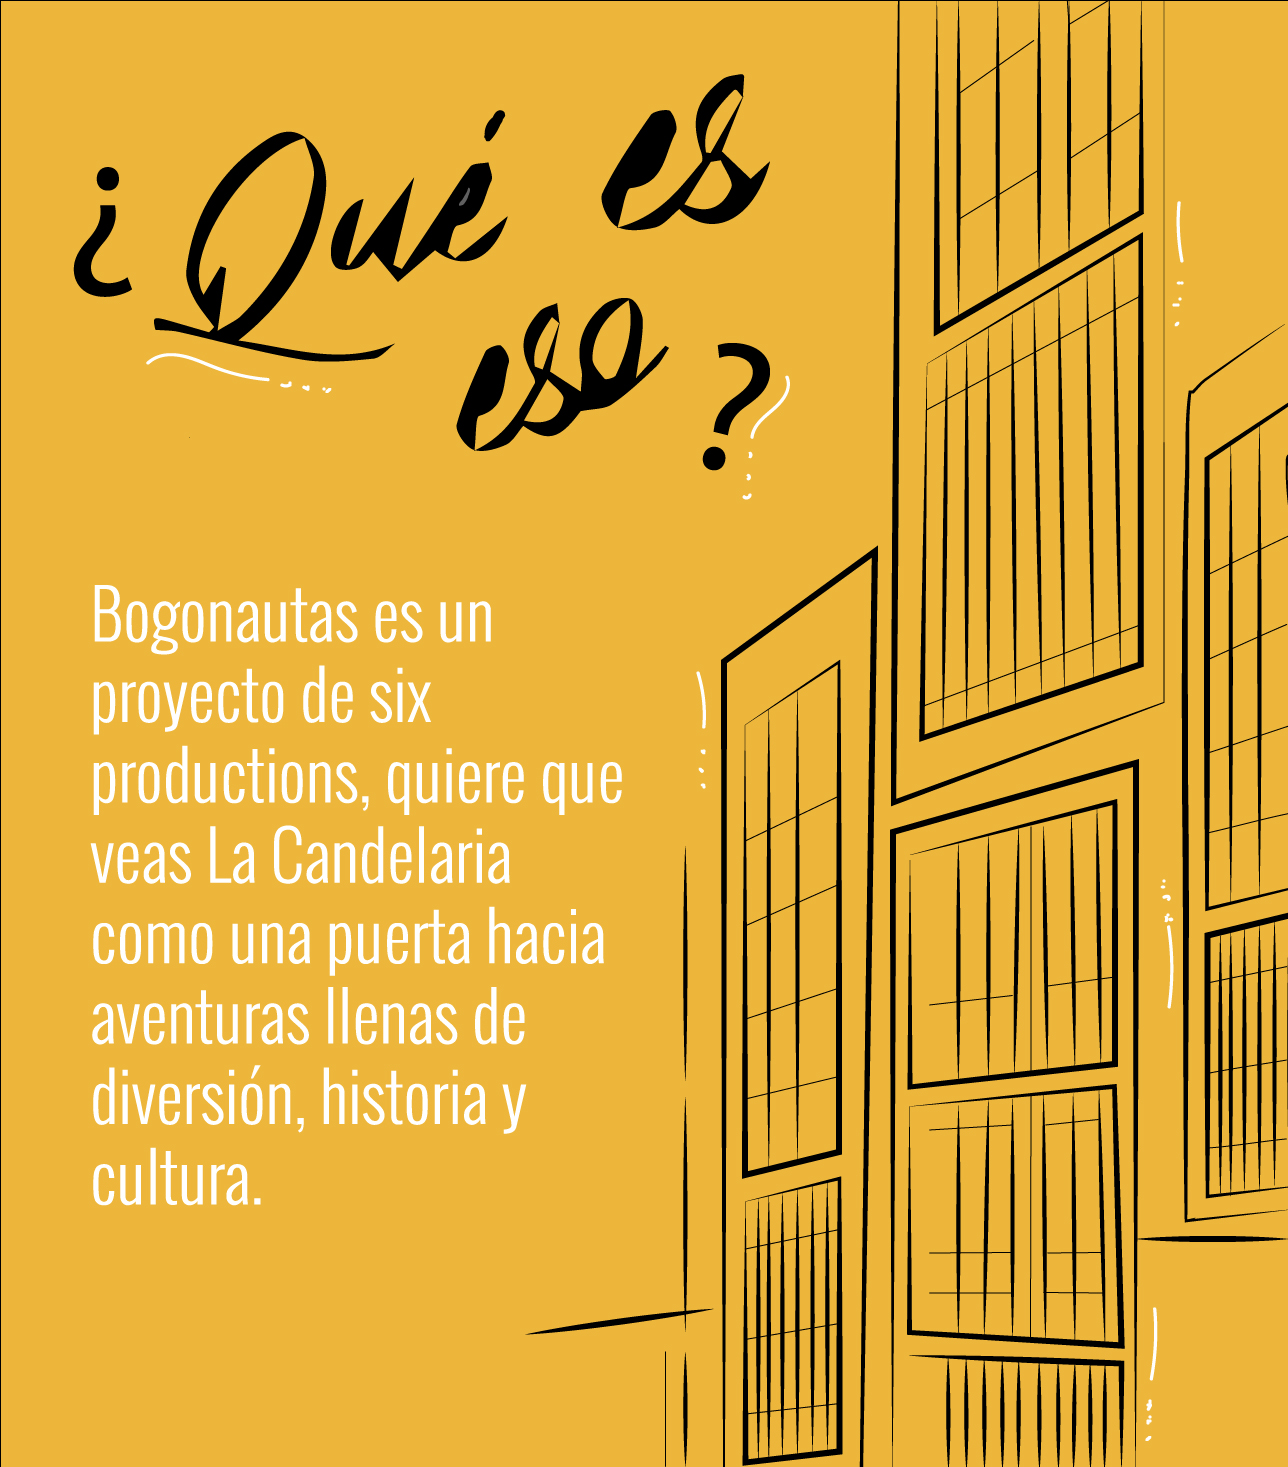 ¿Qué es
eso?
Bogonautas es un
proyecto de six
productions, quiere que
veas La Candelaria
como una puerta hacia
aventuras llenas de
diversión, historia y
cultura.